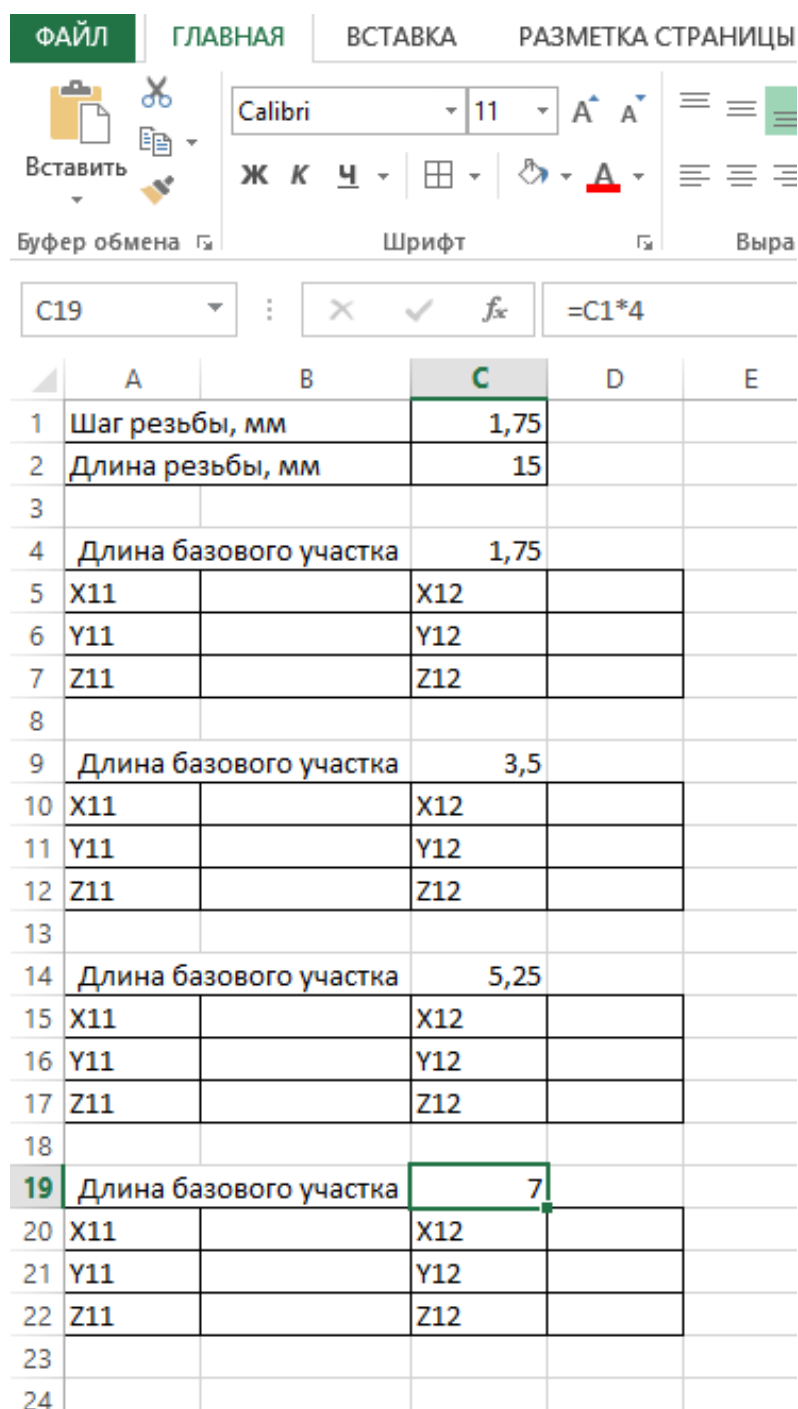 ФАЙЛ ГЛАВНАЯ ВСТАВКА РАЗМЕТКА СТРАНИЦЫ
Calibri 11 A A
Вставить Ж К Ч А
Буфер обмена Шрифт Выра
C19 fx =C1*4
A B C D E
1 Шаг резьбы, мм 1,75
2 Длина резьбы, мм 15
3
4 Длина базового участка 1,75
5 X11 X12
6 Y11 Y12
7 Z11 Z12
8
9 Длина базового участка 3,5
10 X11 X12
11 Y11 Y12
12 Z11 Z12
13
14 Длина базового участка 5,25
15 X11 X12
16 Y11 Y12
17 Z11 Z12
18
19 Длина базового участка 7
20 X11 X12
21 Y11 Y12
22 Z11 Z12
23
24